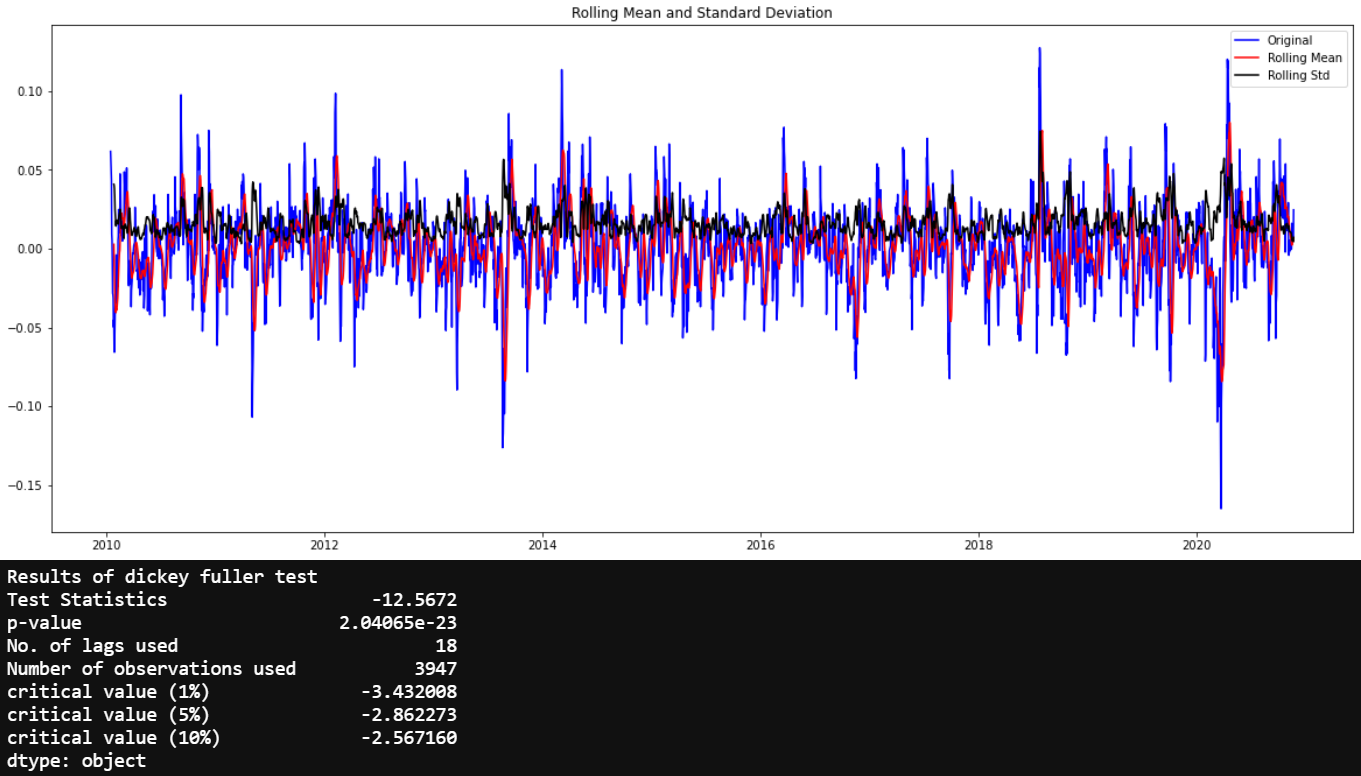 Rolling Mean and Standard Deviation
Original
Rolling Mean
Rolling Std
0.10
0.05
0.00
−0.05
−0.10
−0.15
2010 2012 2014 2016 2018 2020
Results of dickey fuller test
Test Statistics -12.5672
p-value 2.04065e-23
No. of lags used 18
Number of observations used 3947
critical value (1%) -3.432008
critical value (5%) -2.862273
critical value (10%) -2.567160
dtype: object